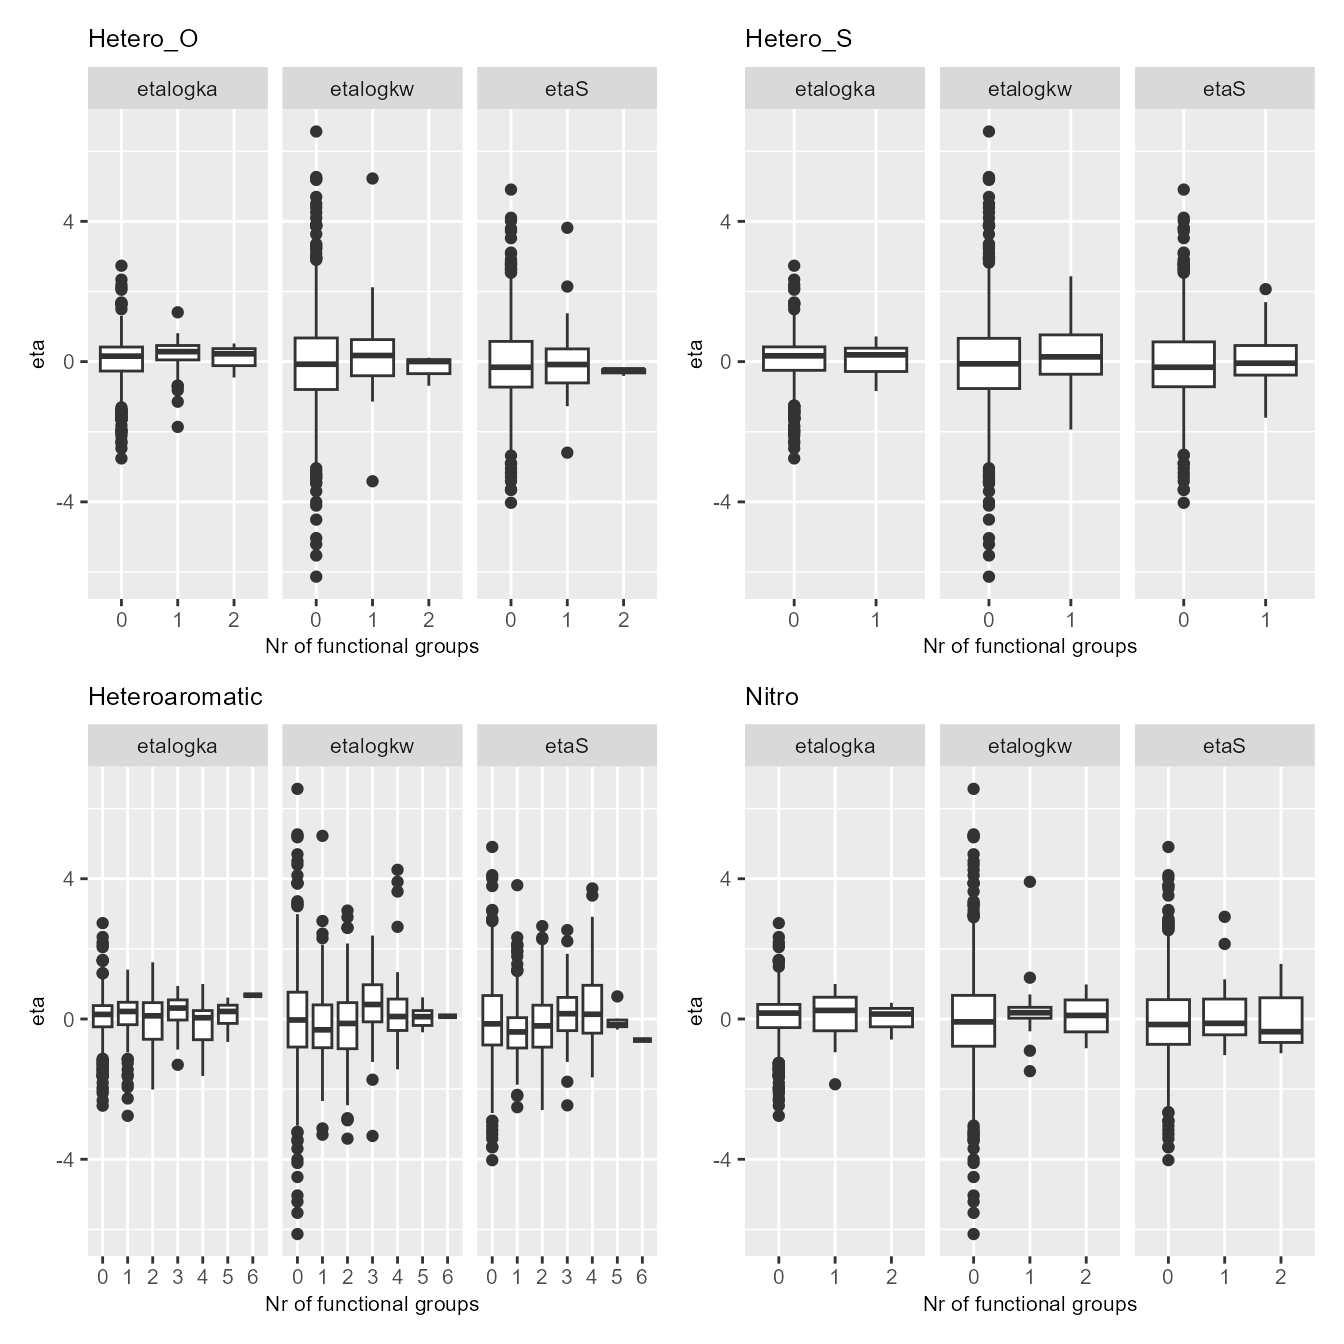 Hetero_O
etalogka etalogkw etaS
4
0
-4
eta
0 1 2 0 1 2 0 1 2
Nr of functional groups
Hetero_S
etalogka etalogkw etaS
4
0
-4
eta
0 1 0 1 0 1
Nr of functional groups
Heteroaromatic
etalogka etalogkw etaS
4
0
-4
eta
0 1 2 3 4 5 6 0 1 2 3 4 5 6 0 1 2 3 4 5 6
Nr of functional groups
Nitro
etalogka etalogkw etaS
4
0
-4
eta
0 1 2 0 1 2 0 1 2
Nr of functional groups